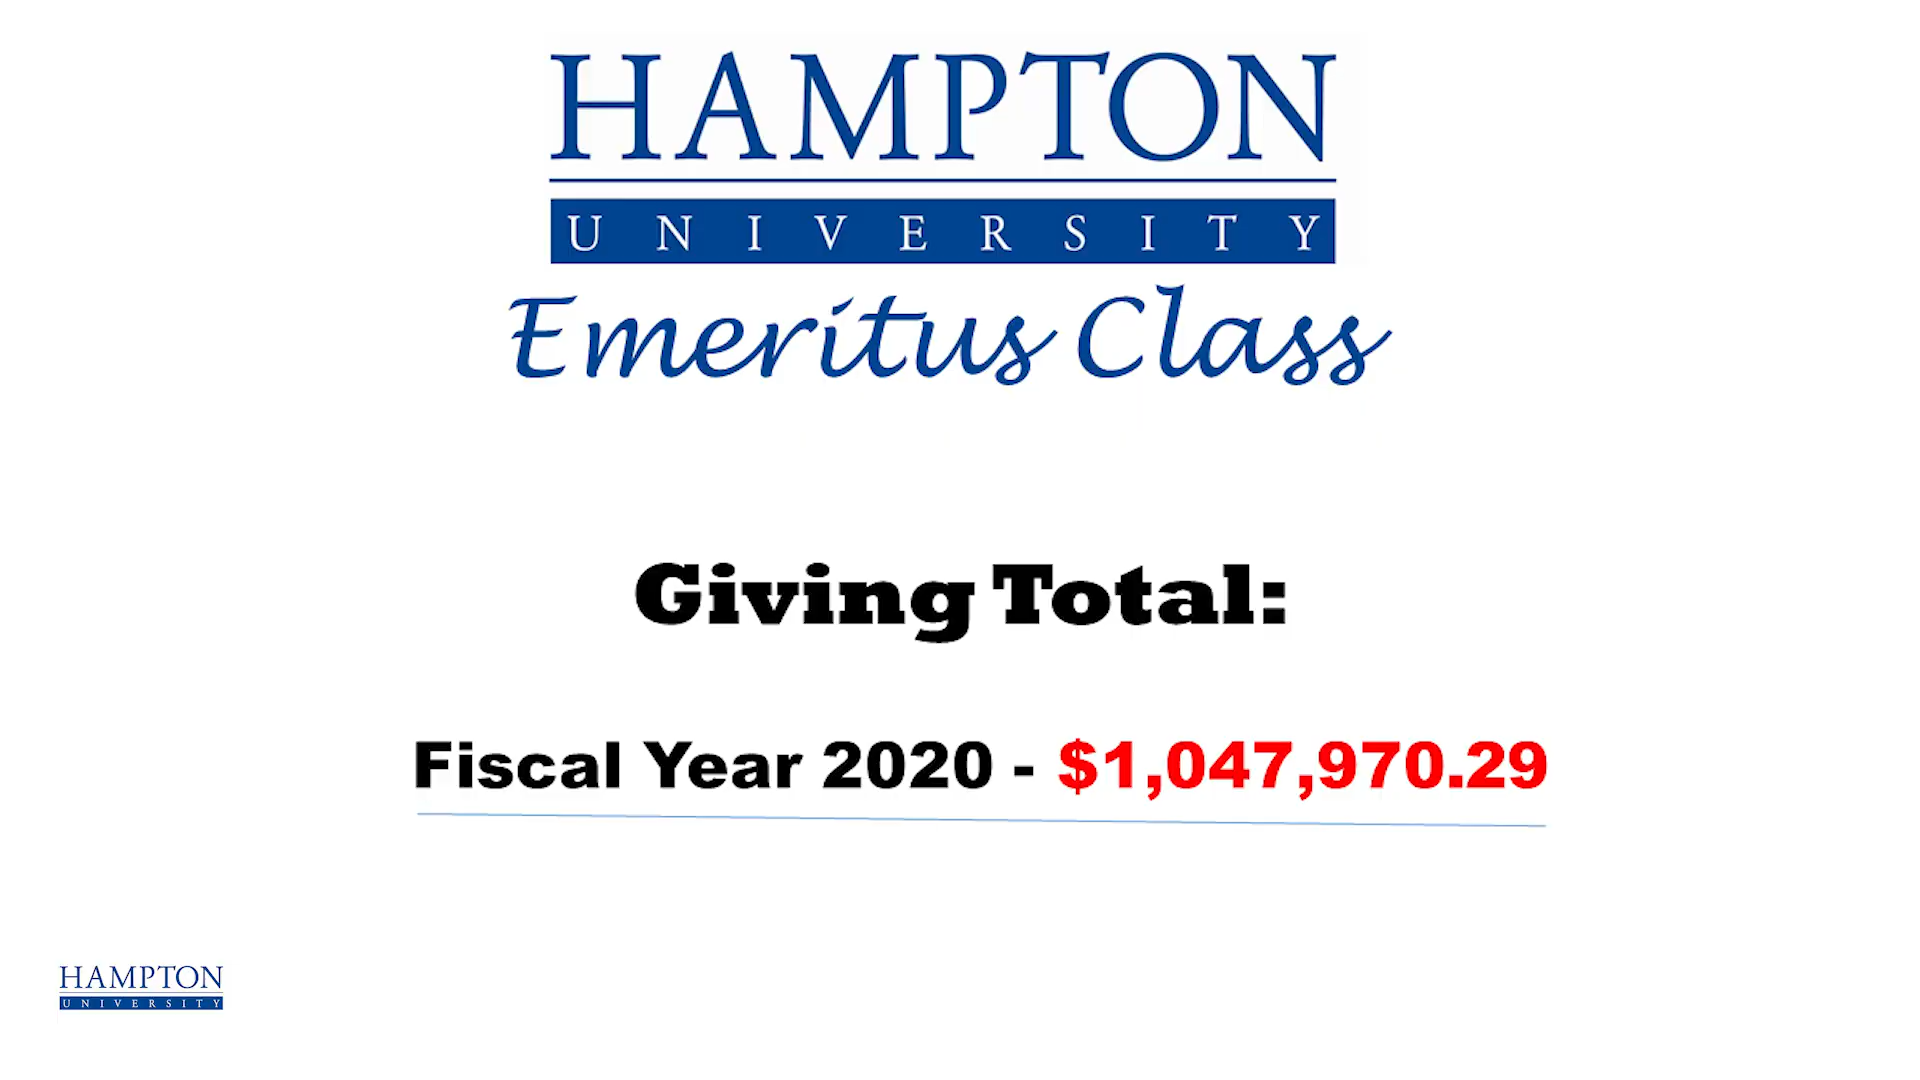 HAMPTON
UNIVERSITY
Emeritus Class
Giving Total:
Fiscal Year 2020 - $1,047,970.29
HAMPTON
UNIVERSITY